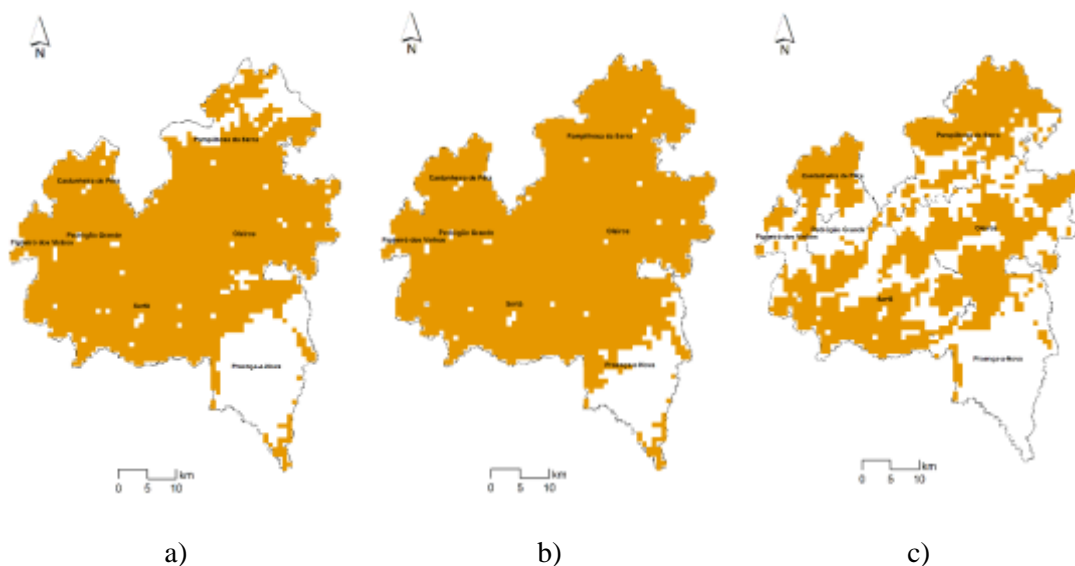 N
Pampilhosa da Serra
Castanheira de Pêra
Pedrógão Grande
Figueiró dos Vinhos
Oleiros
Sertã
Proença-a-Nova
km
0 5 10
N
Pampilhosa da Serra
Castanheira de Pêra
Pedrógão Grande
Figueiró dos Vinhos
Oleiros
Sertã
Proença-a-Nova
km
0 5 10
N
Pampilhosa da Serra
Castanheira de Pêra
Pedrógão Grande
Figueiró dos Vinhos
Oleiros
Sertã
Proença-a-Nova
km
0 5 10
a)
b)
c)